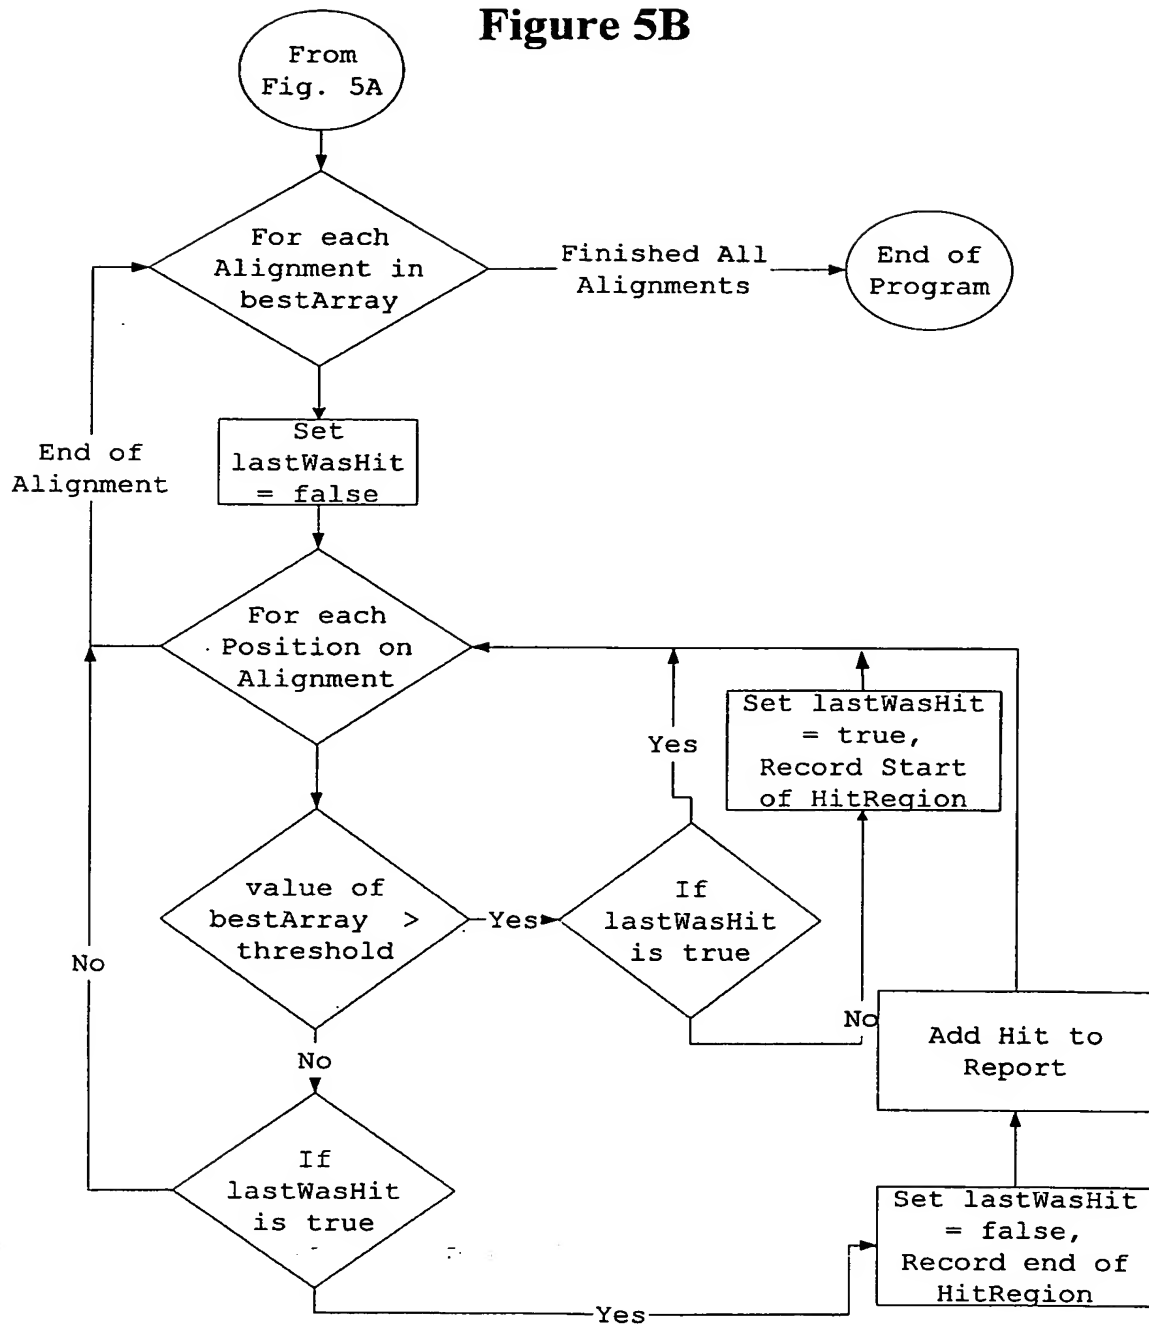 Figure 5B
From
Fig. 5A
For each
Alignment in
bestArray
Finished All
Alignments
End of
Program
Set
lastWasHit
= false
End of
Alignment
For each
Position on
Alignment
Set lastWasHit
= true,
Record Start
of HitRegion
Yes
value of
bestArray >
threshold
Yes
If
lastWasHit
is true
No
No
Add Hit to
Report
No
If
lastWasHit
is true
Set lastWasHit
= false,
Record end of
HitRegion
Yes